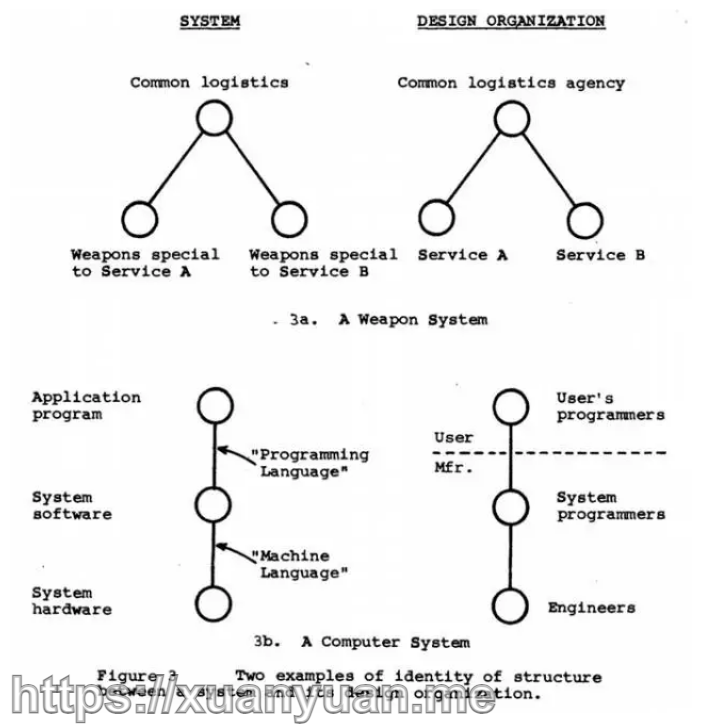 SYSTEM
DESIGN ORGANIZATION
Common logistics
Common logistics agency
Weapons special
to Service A
Weapons special
to Service B
Service A
Service B
3a. A Weapon System
Application
program
"Programming
Language"
System
software
"Machine
Language"
System
hardware
User's
programmers
User
Mfr.
System
programmers
Engineers
3b. A Computer System
Figure 3 Two examples of identity of structure
between a system and its design organization.
https://xuanyuan.me